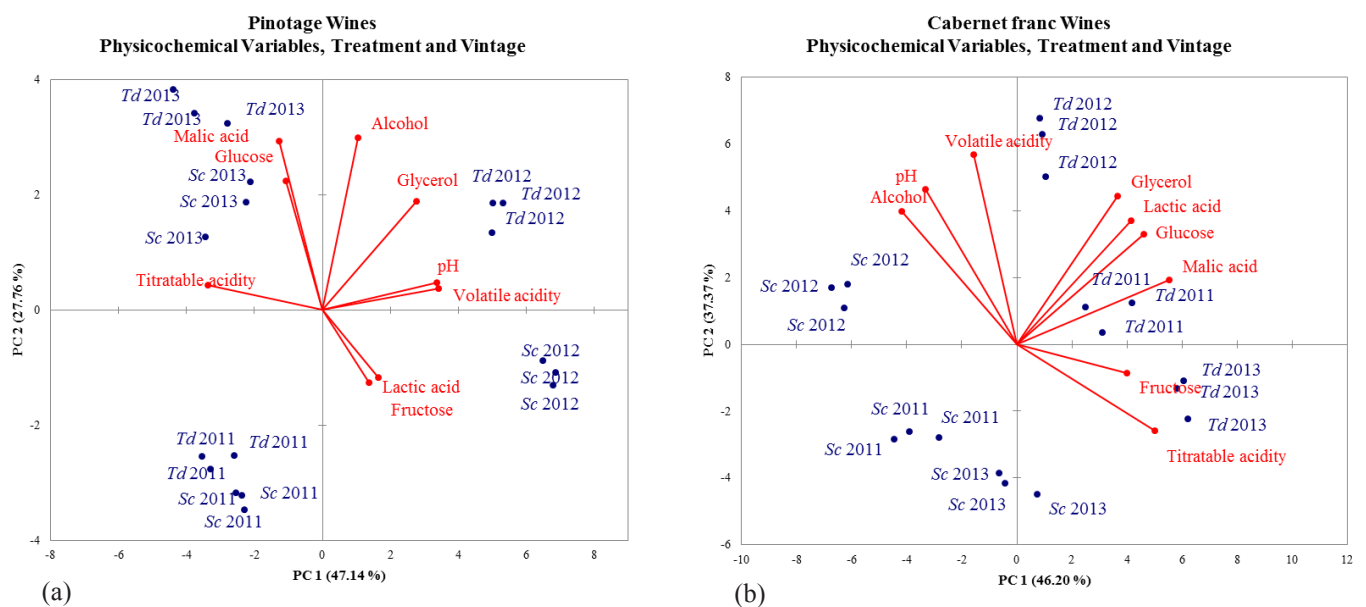 Pinotage Wines
Physicochemical Variables, Treatment and Vintage
4
2
0
-2
-4
PC 2 (27.76 %)
Td 2013
Td 2013
Td 2013
Malic acid
Alcohol
Glucose
Sc 2013
Sc 2013
Sc 2013
Glycerol
Td 2012
Td 2012
Td 2012
Titratable acidity
pH
Volatile acidity
Sc 2012
Sc 2012
Sc 2012
Lactic acid
Fructose
Td 2011
Td 2011
Td 2011
Sc 2011
Sc 2011
Sc 2011
-8
-6
-4
-2
0
2
4
6
8
PC 1 (47.14 %)
(a)
Cabernet franc Wines
Physicochemical Variables, Treatment and Vintage
8
6
4
2
0
-2
-4
-6
PC 2 (37.37 %)
Td 2012
Td 2012
Volatile acidity
Td 2012
pH
Alcohol
Glycerol
Lactic acid
Glucose
Malic acid
Sc 2012
Sc 2012
Sc 2012
Td 2011
Td 2011
Td 2011
Td 2013
Fructose
Td 2013
Td 2013
Titratable acidity
Sc 2011
Sc 2011
Sc 2011
Sc 2013
Sc 2013
Sc 2013
-10
-8
-6
-4
-2
0
2
4
6
8
10
12
PC 1 (46.20 %)
(b)